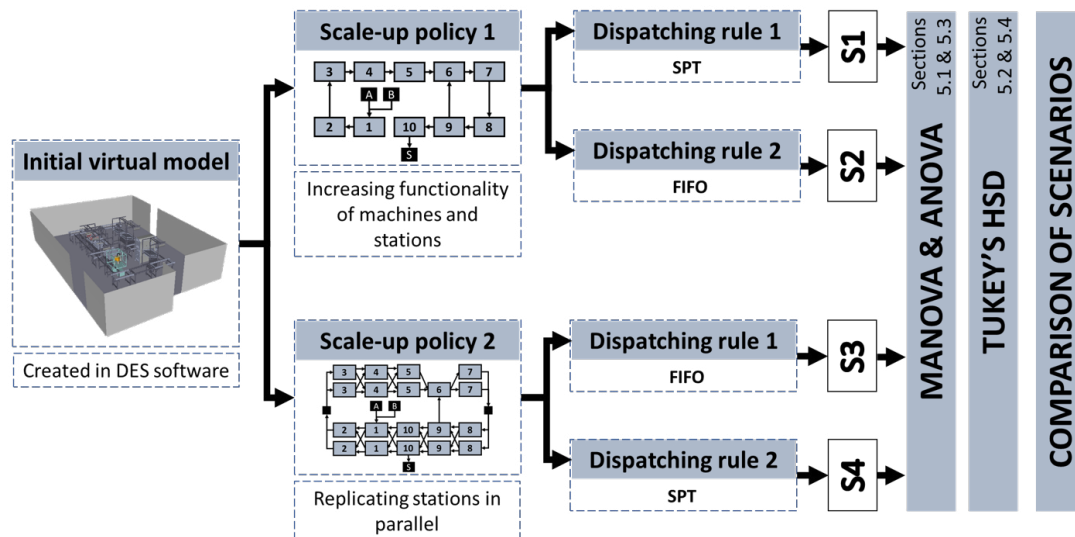 Initial virtual model
Created in DES software
Scale-up policy 1
3 4 5 6 7
A B
2 1 10 9 8
S
Increasing functionality
of machines and
stations
Scale-up policy 2
3 4 5 7
3 4 5 6 7
A B
2 1 10 9 8
2 1 10 9 8
S
Replicating stations in
parallel
Dispatching rule 1
SPT
S1
Dispatching rule 2
FIFO
S2
Dispatching rule 1
FIFO
S3
Dispatching rule 2
SPT
S4
MANOVA & ANOVA
Sections
5.1 & 5.3
TUKEY’S HSD
Sections
5.2 & 5.4
COMPARISON OF SCENARIOS